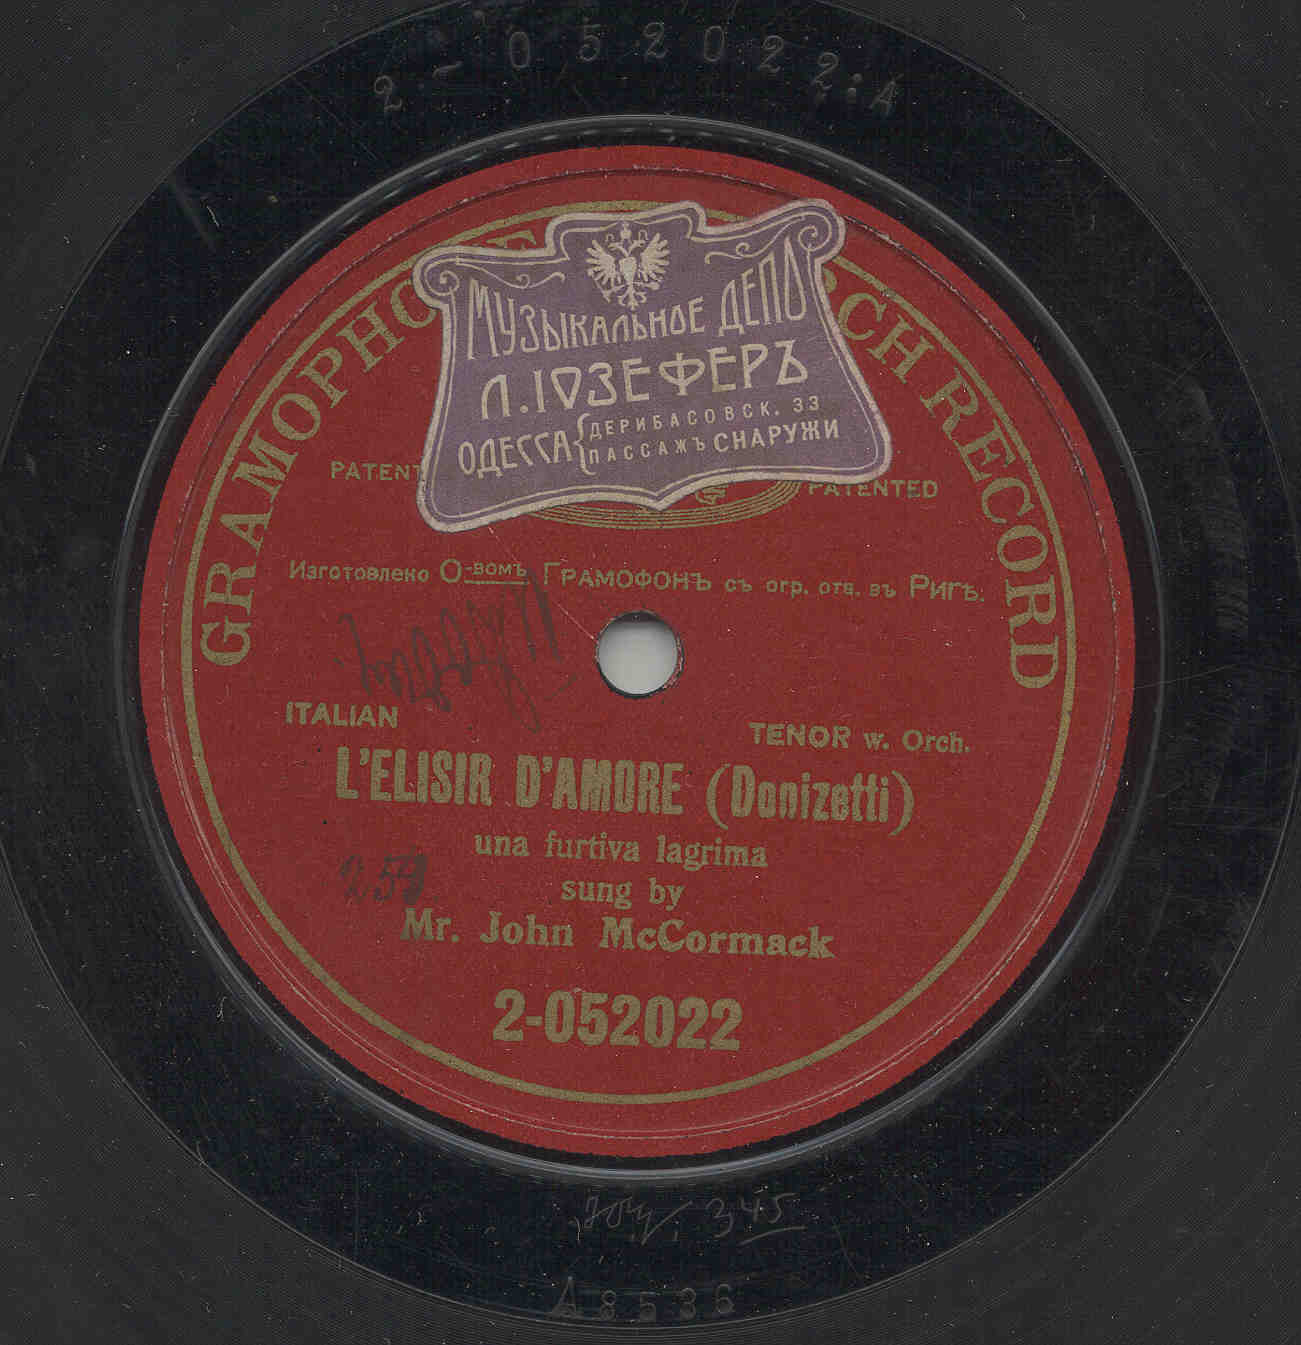 2-052022:A
GRAMOPHO RCH RECORD
МУЗЫКАЛЬНОЕ ДЕПО
Л.ІОЗЕФЕРЪ
ОДЕССА { ДЕРИБАСОВСК. 33
ПАССАЖЪ СНАРУЖИ
PATENT
PATENTED
Изготовлено О-вомъ Грамофонъ съ огр. отв. въ Ригѣ:
ITALIAN
TENOR w. Orch.
L'ELISIR D'AMORE (Donizetti)
una furtiva lagrima
sung by
Mr. John McCormack
2-052022
345
A8536